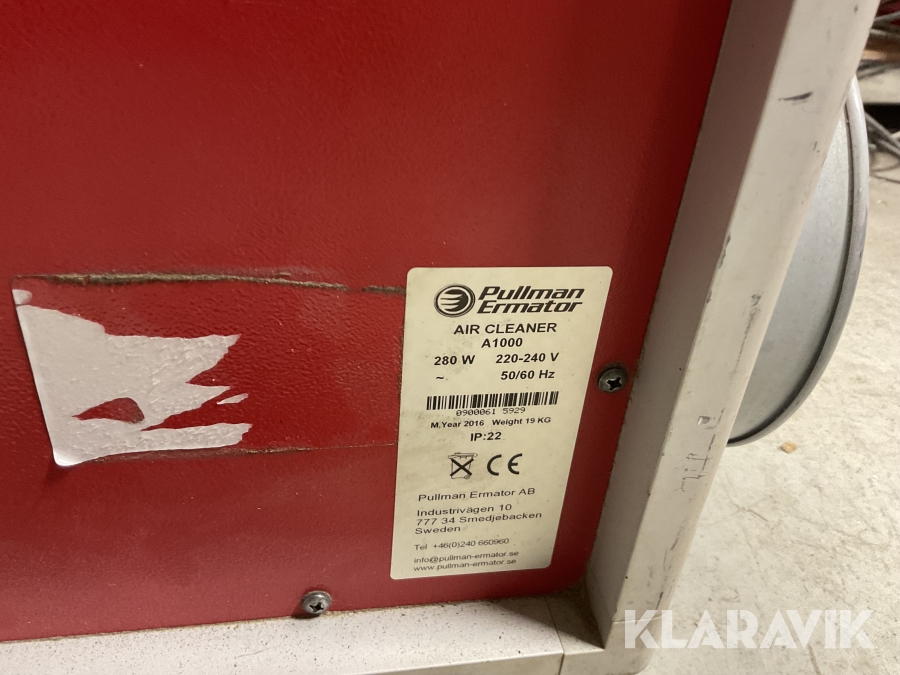 Pullman
Ermator
AIR CLEANER
A1000
280 W 220-240 V
~ 50/60 Hz
0900061 5929
M,Year 2016 Weight 19 KG
IP:22
CE
Pullman Ermator AB
Industrivägen 10
777 34 Smedjebacken
Sweden
Tel +46(0)240 660960
info@pullman-ermator.se
www.pullman-ermator.se
KLARAVIK